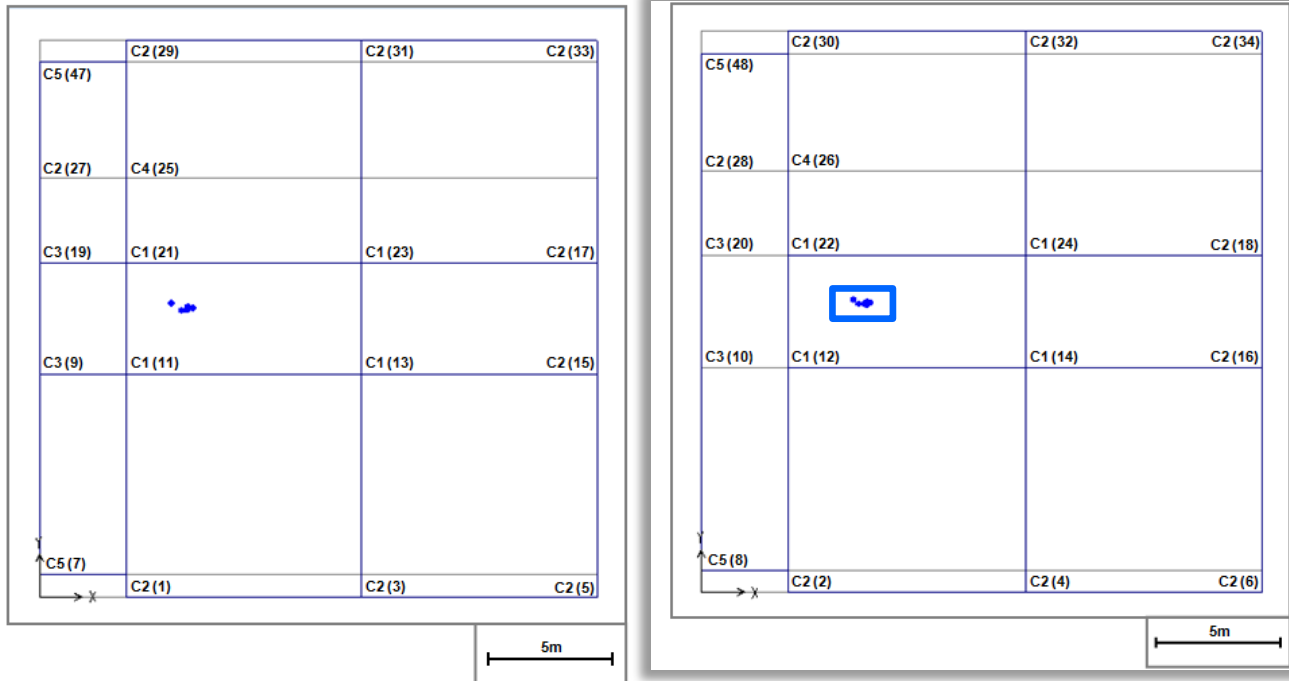 C2 (29) C2 (31) C2 (33)
C5 (47)
C2 (27) C4 (25)
C3 (19) C1 (21) C1 (23) C2 (17)
C3 (9) C1 (11) C1 (13) C2 (15)
Y
C5 (7)
X C2 (1) C2 (3) C2 (5)
5m
C2 (30) C2 (32) C2 (34)
C5 (48)
C2 (28) C4 (26)
C3 (20) C1 (22) C1 (24) C2 (18)
C3 (10) C1 (12) C1 (14) C2 (16)
Y
C5 (8)
X C2 (2) C2 (4) C2 (6)
5m